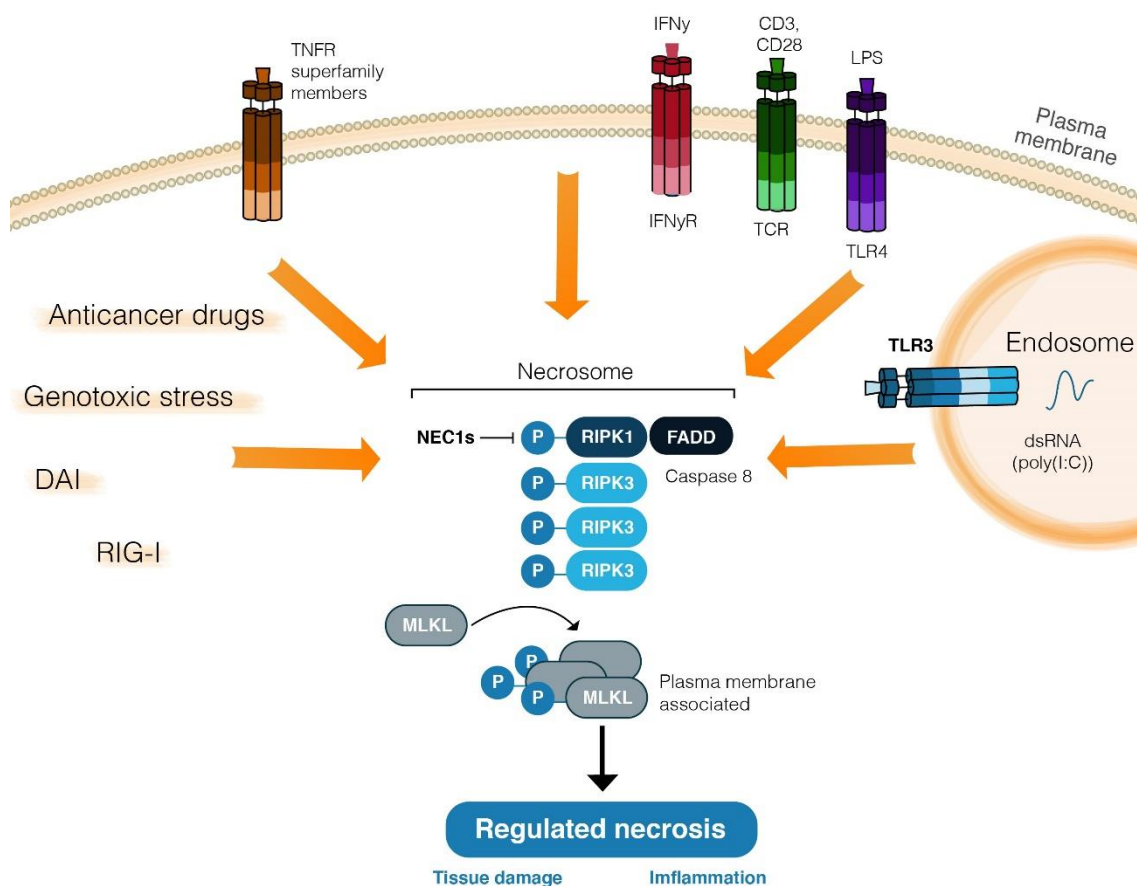 TNFR
superfamily
members
IFNy
CD3,
CD28
LPS
Plasma
membrane
IFNyR
TCR
TLR4
Anticancer drugs
Genotoxic stress
DAI
RIG-I
TLR3
Endosome
dsRNA
(poly(I:C))
Necrosome
NEC1s
P
RIPK1
FADD
Caspase 8
P
RIPK3
P
RIPK3
P
RIPK3
MLKL
P
P
P
MLKL
Plasma membrane
associated
Regulated necrosis
Tissue damage
Imflammation